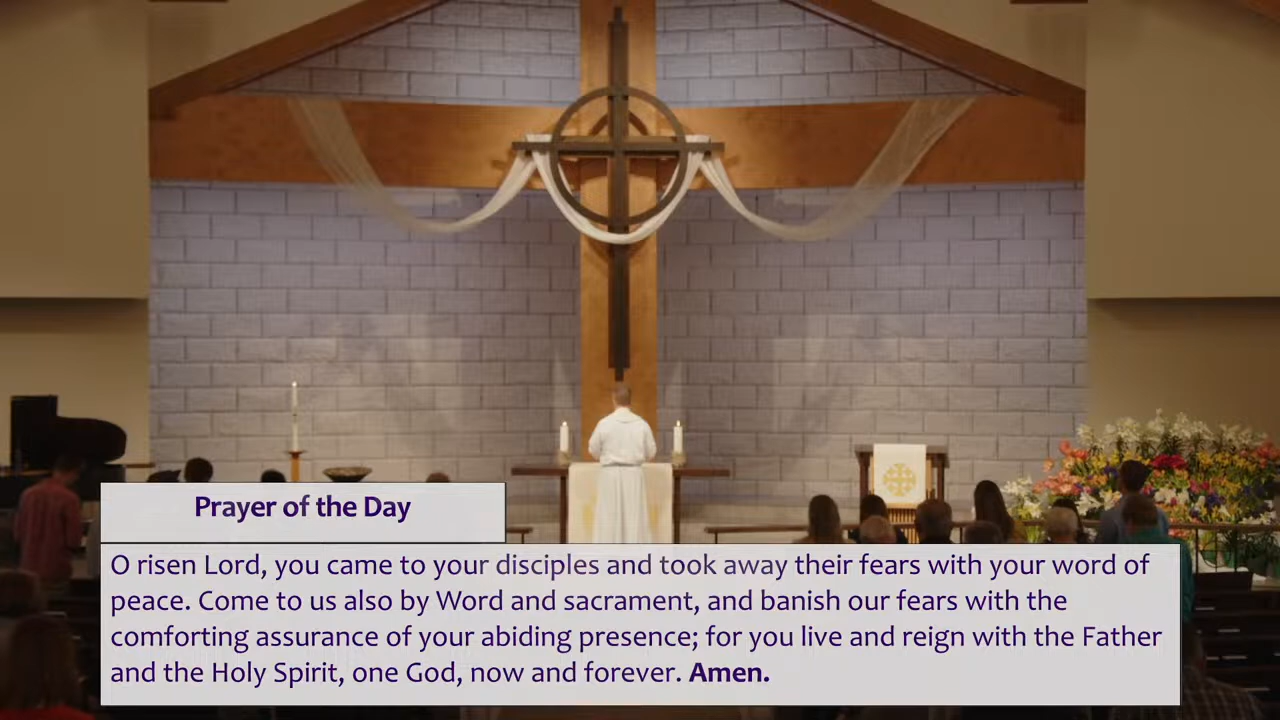 Prayer of the Day
O risen Lord, you came to your disciples and took away their fears with your word of
peace. Come to us also by Word and sacrament, and banish our fears with the
comforting assurance of your abiding presence; for you live and reign with the Father
and the Holy Spirit, one God, now and forever. Amen.